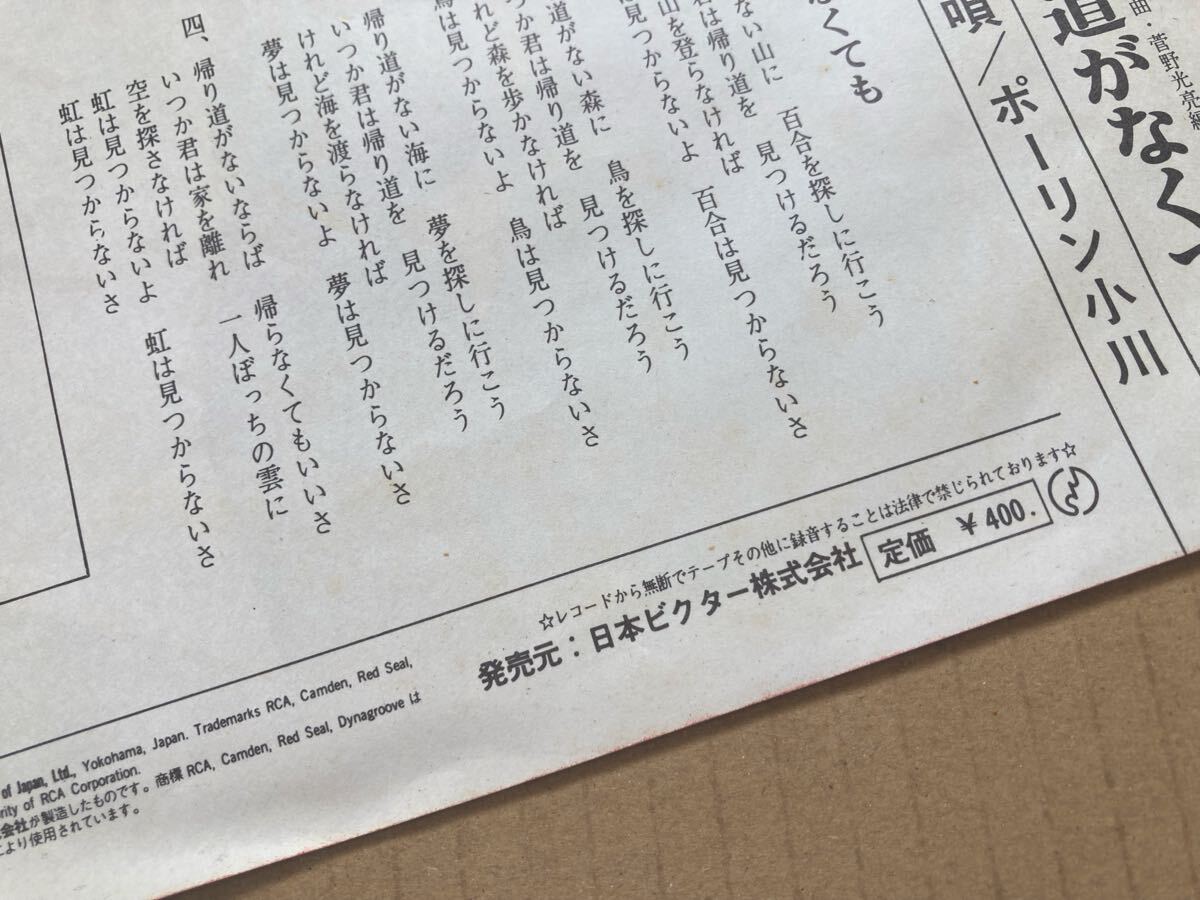 道がなくて
曲・菅野光亮編
唄/ポーリン小川
なくても
ない山に 百合を探しに行こう
君は帰り道を 見つけるだろう
山を登らなければ
見つからないよ 百合は見つからないさ
道がない森に 鳥を探しに行こう
つか君は帰り道を 見つけるだろう
れど森を歩かなければ
鳥は見つからないよ 鳥は見つからないさ
帰り道がない海に 夢を探しに行こう
いつか君は帰り道を 見つけるだろう
けれど海を渡らなければ
夢は見つからないよ 夢は見つからないさ
四、帰り道がないならば 帰らなくてもいいさ
いつか君は家を離れ 一人ぼっちの雲に
空を探さなければ
虹は見つからないよ 虹は見つからないさ
虹は見つからないさ
☆レコードから無断でテープその他に録音することは法律で禁じられております☆
発売元:日本ビクター株式会社 定価 ¥400.
of Japan, Ltd., Yokohama, Japan. Trademarks RCA, Camden, Red Seal,
ority of RCA Corporation.
会社が製造したものです。商標RCA, Camden, Red Seal, Dynagroove は
により使用されています。